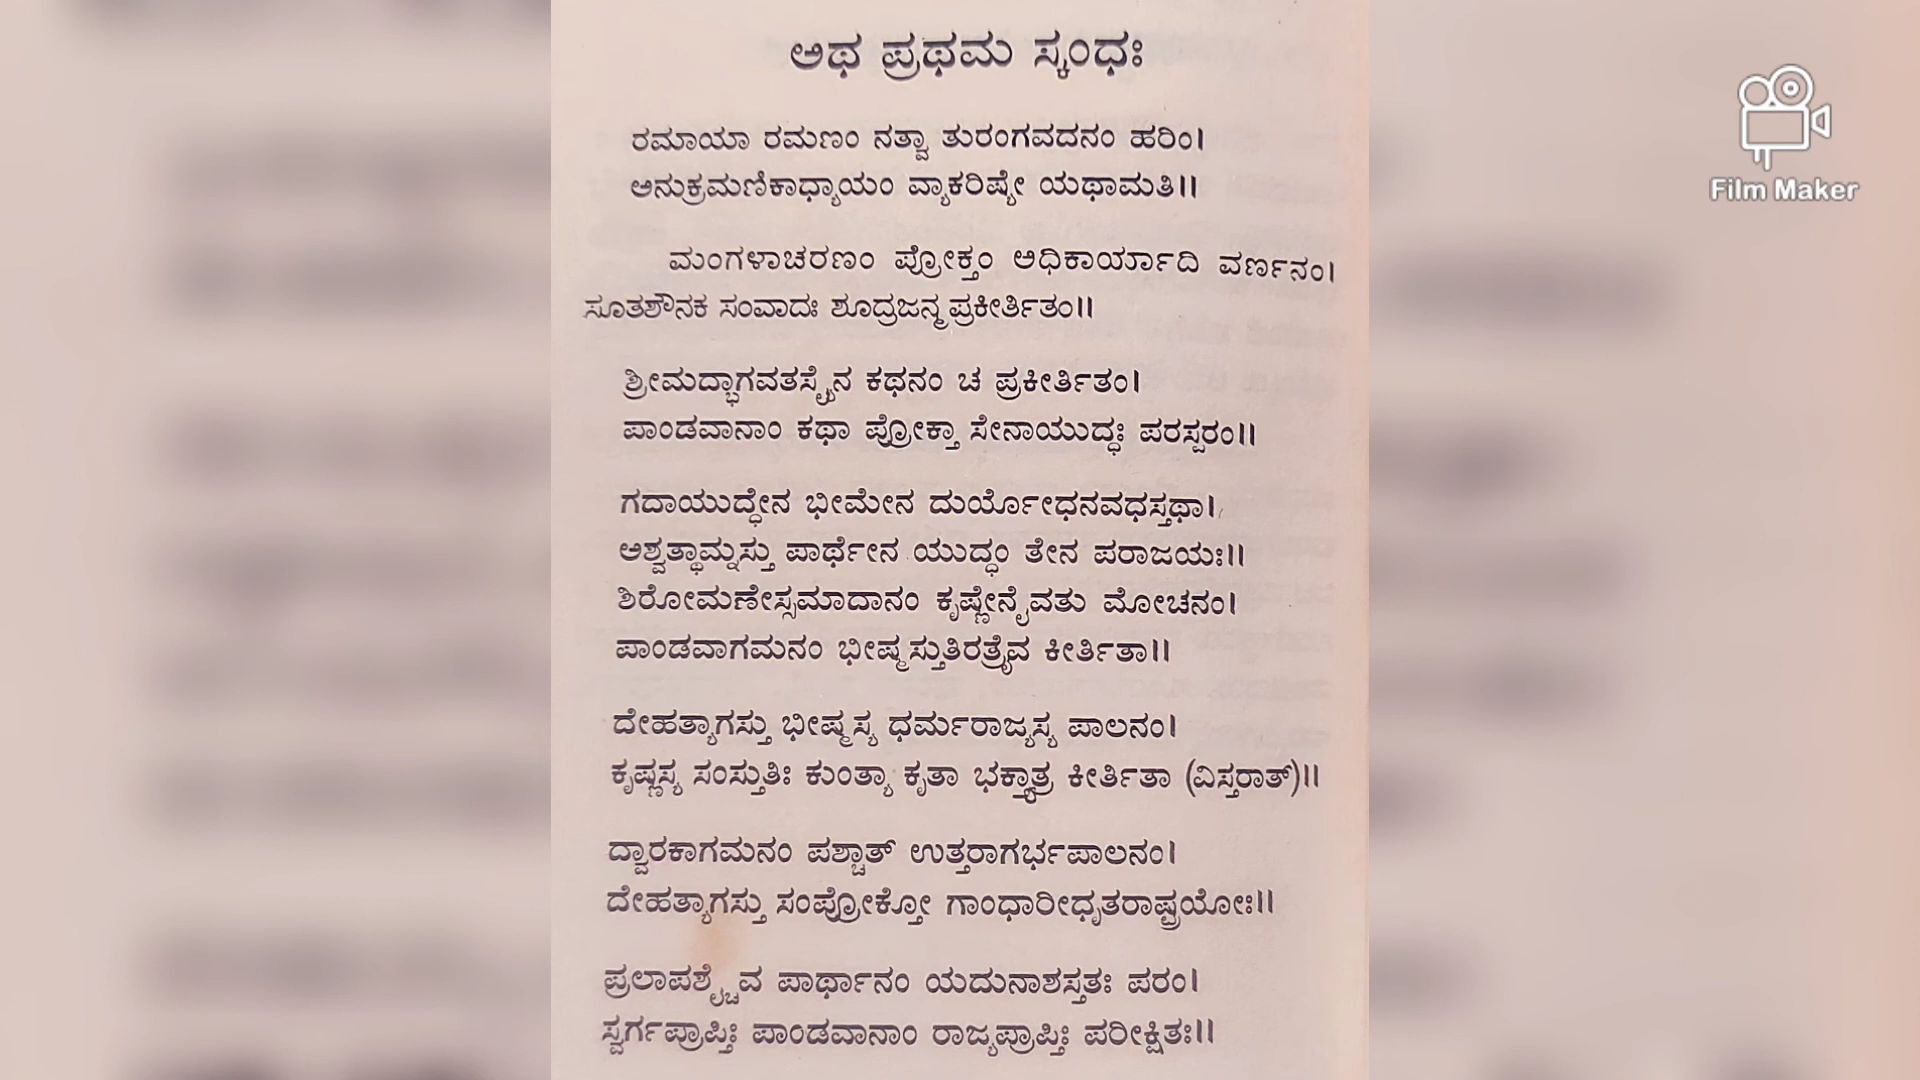 ಅಥ ಪ್ರಥಮ ಸ್ಕಂಧಃ
ರಮಾಯಾ ರಮಣಂ ನತ್ವಾ ತುರಂಗವದನಂ ಹರಿಂ।
ಅನುಕ್ರಮಣಿಕಾಧ್ಯಾಯಂ ವ್ಯಾಕರಿಷ್ಯೇ ಯಥಾಮತಿ॥
ಮಂಗಳಾಚರಣಂ ಪ್ರೋಕ್ತಂ ಅಧಿಕಾರ್ಯಾದಿ ವರ್ಣನಂ।
ಸೂತಶೌನಕ ಸಂವಾದಃ ಶೂದ್ರಜನ್ಮ ಪ್ರಕೀರ್ತಿತಂ॥
ಶ್ರೀಮದ್ಭಾಗವತಸ್ಯೈನ ಕಥನಂ ಚ ಪ್ರಕೀರ್ತಿತಂ।
ಪಾಂಡವಾನಾಂ ಕಥಾ ಪ್ರೋಕ್ತಾ ಸೇನಾಯುದ್ಧಃ ಪರಸ್ಪರಂ॥
ಗದಾಯುದ್ಧೇನ ಭೀಮೇನ ದುರ್ಯೋಧನವಧಸ್ತಥಾ।
ಅಶ್ವತ್ಥಾಮ್ನಸ್ತು ಪಾರ್ಥೇನ ಯುದ್ಧಂ ತೇನ ಪರಾಜಯಃ॥
ಶಿರೋಮಣೇಸ್ಸಮಾದಾನಂ ಕೃಷ್ಣೇನೈವತು ಮೋಚನಂ।
ಪಾಂಡವಾಗಮನಂ ಭೀಷ್ಮಸ್ತುತಿರತ್ರೈವ ಕೀರ್ತಿತಾ॥
ದೇಹತ್ಯಾಗಸ್ತು ಭೀಷ್ಮಸ್ಯ ಧರ್ಮರಾಜ್ಯಸ್ಯ ಪಾಲನಂ।
ಕೃಷ್ಣಸ್ಯ ಸಂಸ್ತುತಿಃ ಕುಂತ್ಯಾ ಕೃತಾ ಭಕ್ತ್ಯಾತ್ರ ಕೀರ್ತಿತಾ (ವಿಸ್ತರಾತ್)॥
ದ್ವಾರಕಾಗಮನಂ ಪಶ್ಚಾತ್ ಉತ್ತರಾಗರ್ಭಪಾಲನಂ।
ದೇಹತ್ಯಾಗಸ್ತು ಸಂಪ್ರೋಕ್ತೋ ಗಾಂಧಾರೀಧೃತರಾಷ್ಟ್ರಯೋಃ॥
ಪ್ರಲಾಪಶ್ಚೈವ ಪಾರ್ಥಾನಂ ಯದುನಾಶಸ್ತತಃ ಪರಂ।
ಸ್ವರ್ಗಪ್ರಾಪ್ತಿಃ ಪಾಂಡವಾನಾಂ ರಾಜ್ಯಪ್ರಾಪ್ತಿಃ ಪರೀಕ್ಷಿತಃ॥
Film Maker